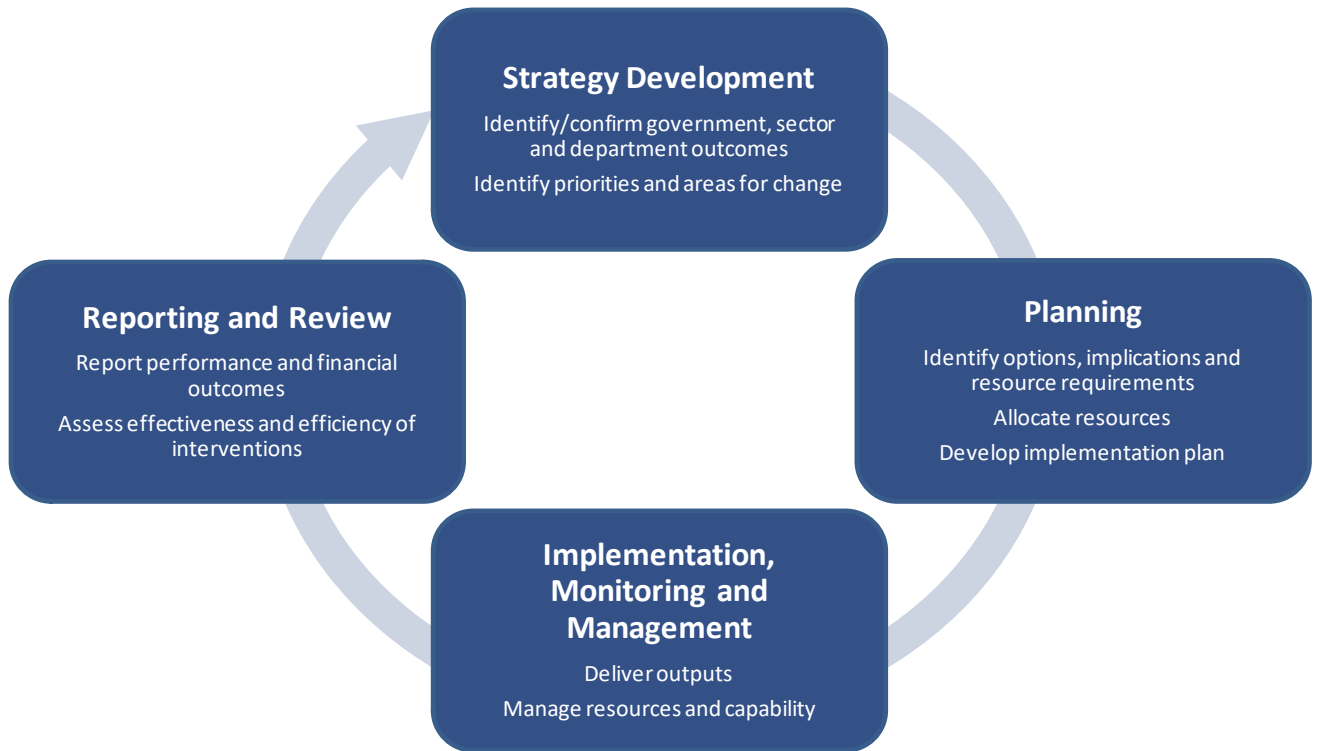 Strategy Development
Identify/confirm government, sector
and department outcomes
Identify priorities and areas for change
Planning
Identify options, implications and
resource requirements
Allocate resources
Develop implementation plan
Implementation,
Monitoring and
Management
Deliver outputs
Manage resources and capability
Reporting and Review
Report performance and financial
outcomes
Assess effectiveness and efficiency of
interventions